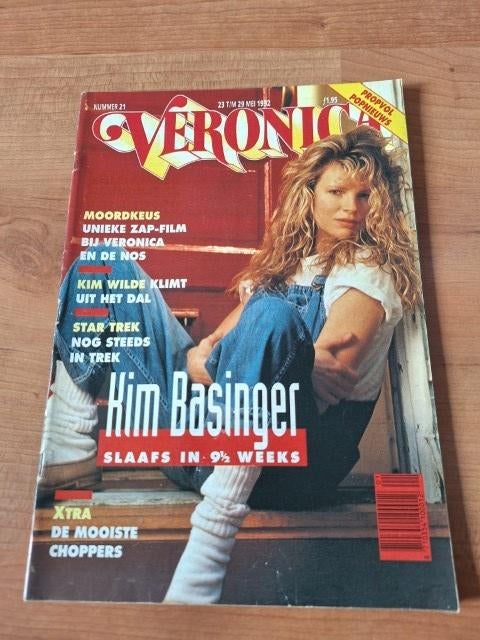 NUMMER 21
23 T/M 29 MEI 1992
ƒ1.95
PROPVOL
POPNIEUWS
VERONICA
MOORDKEUS
UNIEKE ZAP-FILM
BIJ VERONICA
EN DE NOS
KIM WILDE KLIMT
UIT HET DAL
STAR TREK
NOG STEEDS
IN TREK
Kim Basinger
SLAAFS IN 9½ WEEKS
XTRA
DE MOOISTE
CHOPPERS